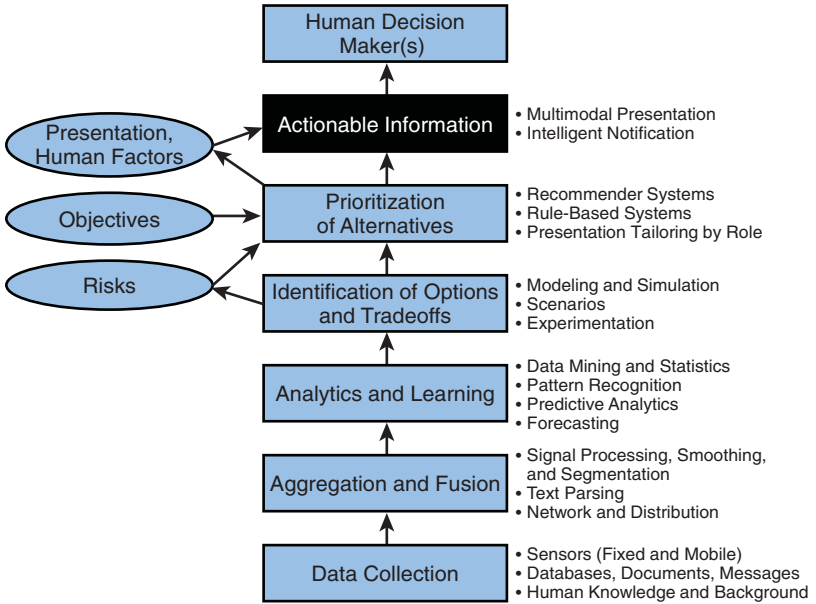 Human Decision
Maker(s)
Actionable Information
• Multimodal Presentation
• Intelligent Notification
Presentation,
Human Factors
Prioritization
of Alternatives
• Recommender Systems
• Rule-Based Systems
• Presentation Tailoring by Role
Objectives
Risks
Identification of Options
and Tradeoffs
• Modeling and Simulation
• Scenarios
• Experimentation
Analytics and Learning
• Data Mining and Statistics
• Pattern Recognition
• Predictive Analytics
• Forecasting
Aggregation and Fusion
• Signal Processing, Smoothing,
and Segmentation
• Text Parsing
• Network and Distribution
Data Collection
• Sensors (Fixed and Mobile)
• Databases, Documents, Messages
• Human Knowledge and Background